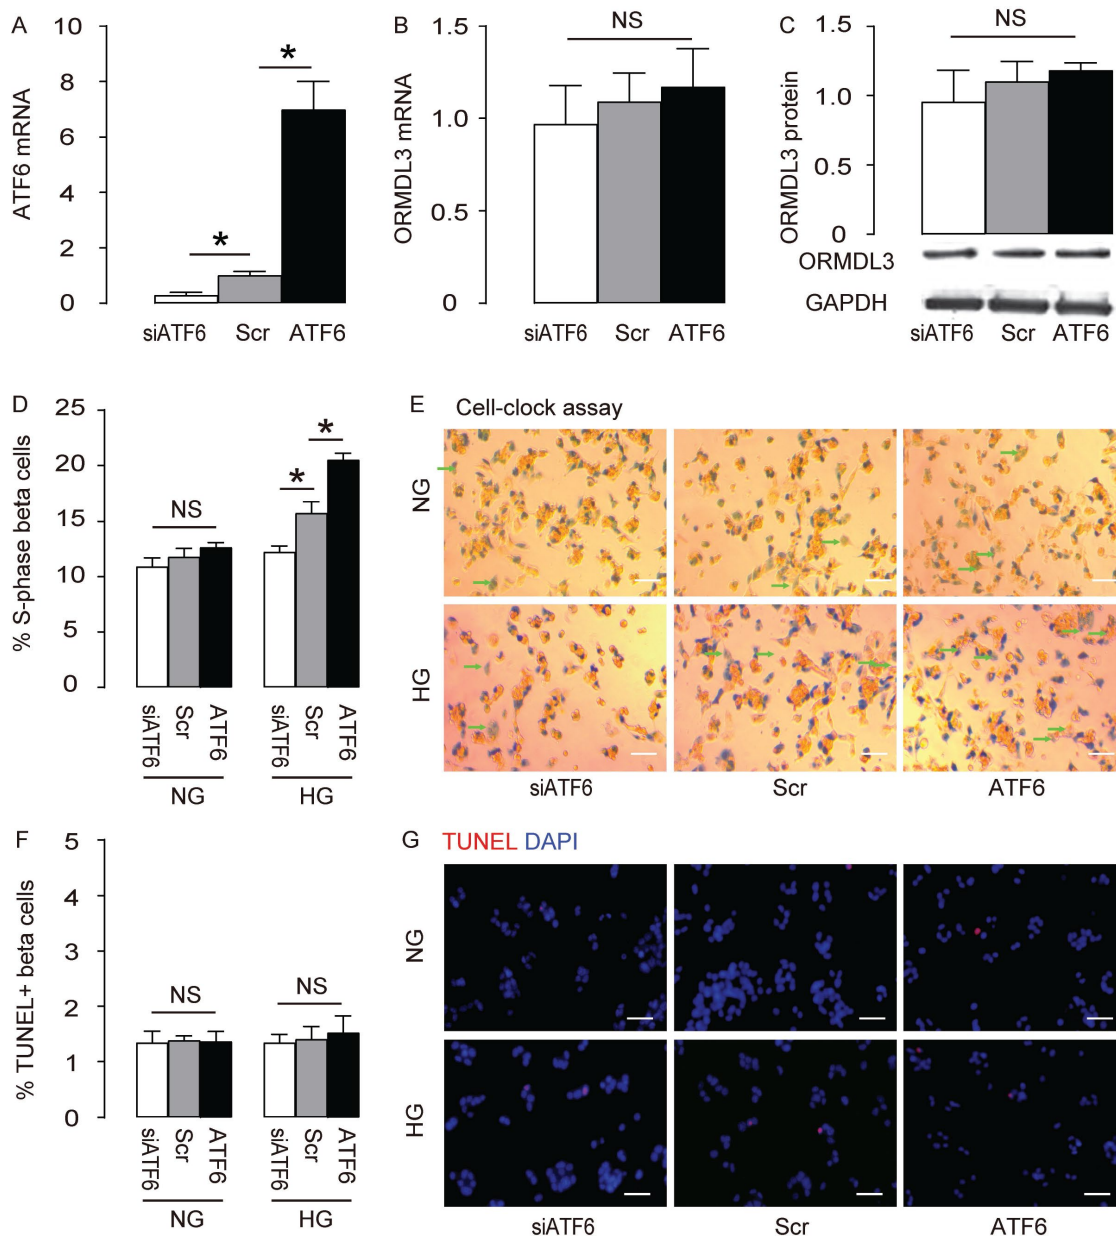 A
ATF6 mRNA
10
8
6
4
2
0
*
*
siATF6 Scr ATF6
B
ORMDL3 mRNA
1.5
1.0
0.5
0.0
NS
siATF6 Scr ATF6
C
ORMDL3 protein
1.5
1.0
0.5
0
NS
ORMDL3
GAPDH
siATF6 Scr ATF6
D
% S-phase beta cells
25
20
15
10
5
0
NS
*
*
siATF6 Scr ATF6 siATF6 Scr ATF6
NG HG
E Cell-clock assay
NG
HG
siATF6 Scr ATF6
F
% TUNEL+ beta cells
5
4
3
2
1
0
NS NS
siATF6 Scr ATF6 siATF6 Scr ATF6
NG HG
G TUNEL DAPI
NG
HG
siATF6 Scr ATF6